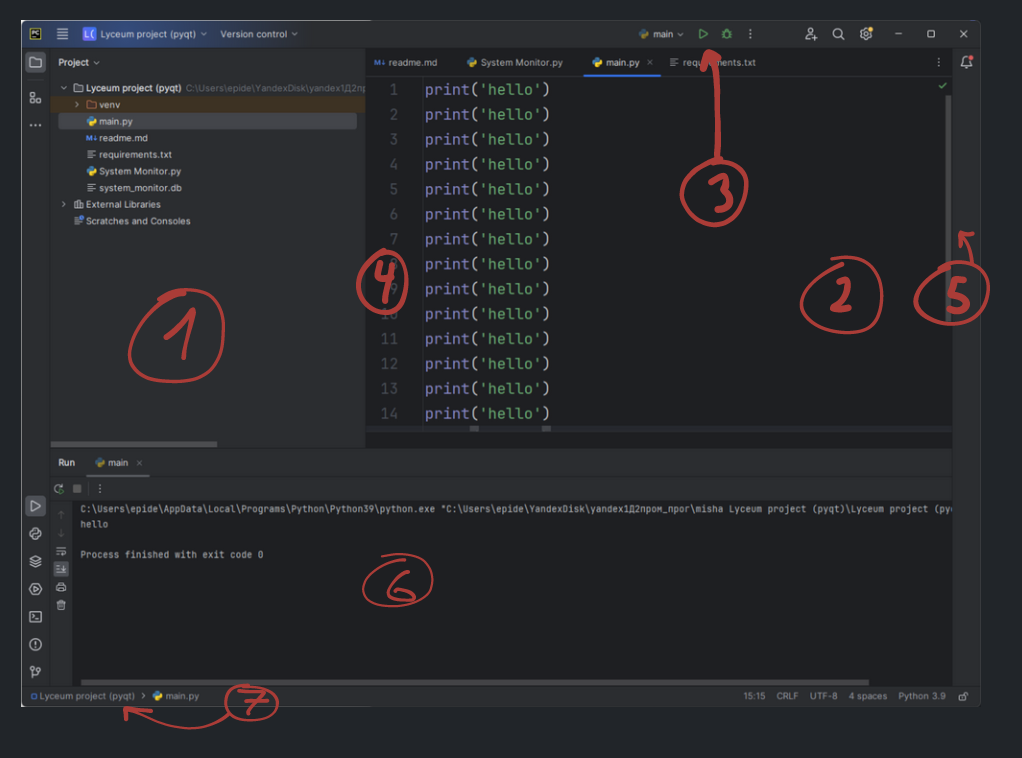 PC L( Lyceum project (pyqt) Version control main
Project
M↓ readme.md System Monitor.py main.py × requirements.txt
Lyceum project (pyqt) C:\Users\epide\YandexDisk\yandex1Д2пр
venv
main.py
M↓ readme.md
requirements.txt
System Monitor.py
system_monitor.db
External Libraries
Scratches and Consoles
1 print('hello')
2 print('hello')
3 print('hello')
4 print('hello')
5 print('hello')
6 print('hello')
7 print('hello')
8 print('hello')
9 print('hello')
10 print('hello')
11 print('hello')
12 print('hello')
13 print('hello')
14 print('hello')
3
4
2
5
1
Run main ×
C:\Users\epide\AppData\Local\Programs\Python\Python39\python.exe "C:\Users\epide\YandexDisk\yandex1Д2пром_прог\misha Lyceum project (pyqt)\Lyceum project (py
hello
Process finished with exit code 0
6
Lyceum project (pyqt) > main.py
7
15:15 CRLF UTF-8 4 spaces Python 3.9